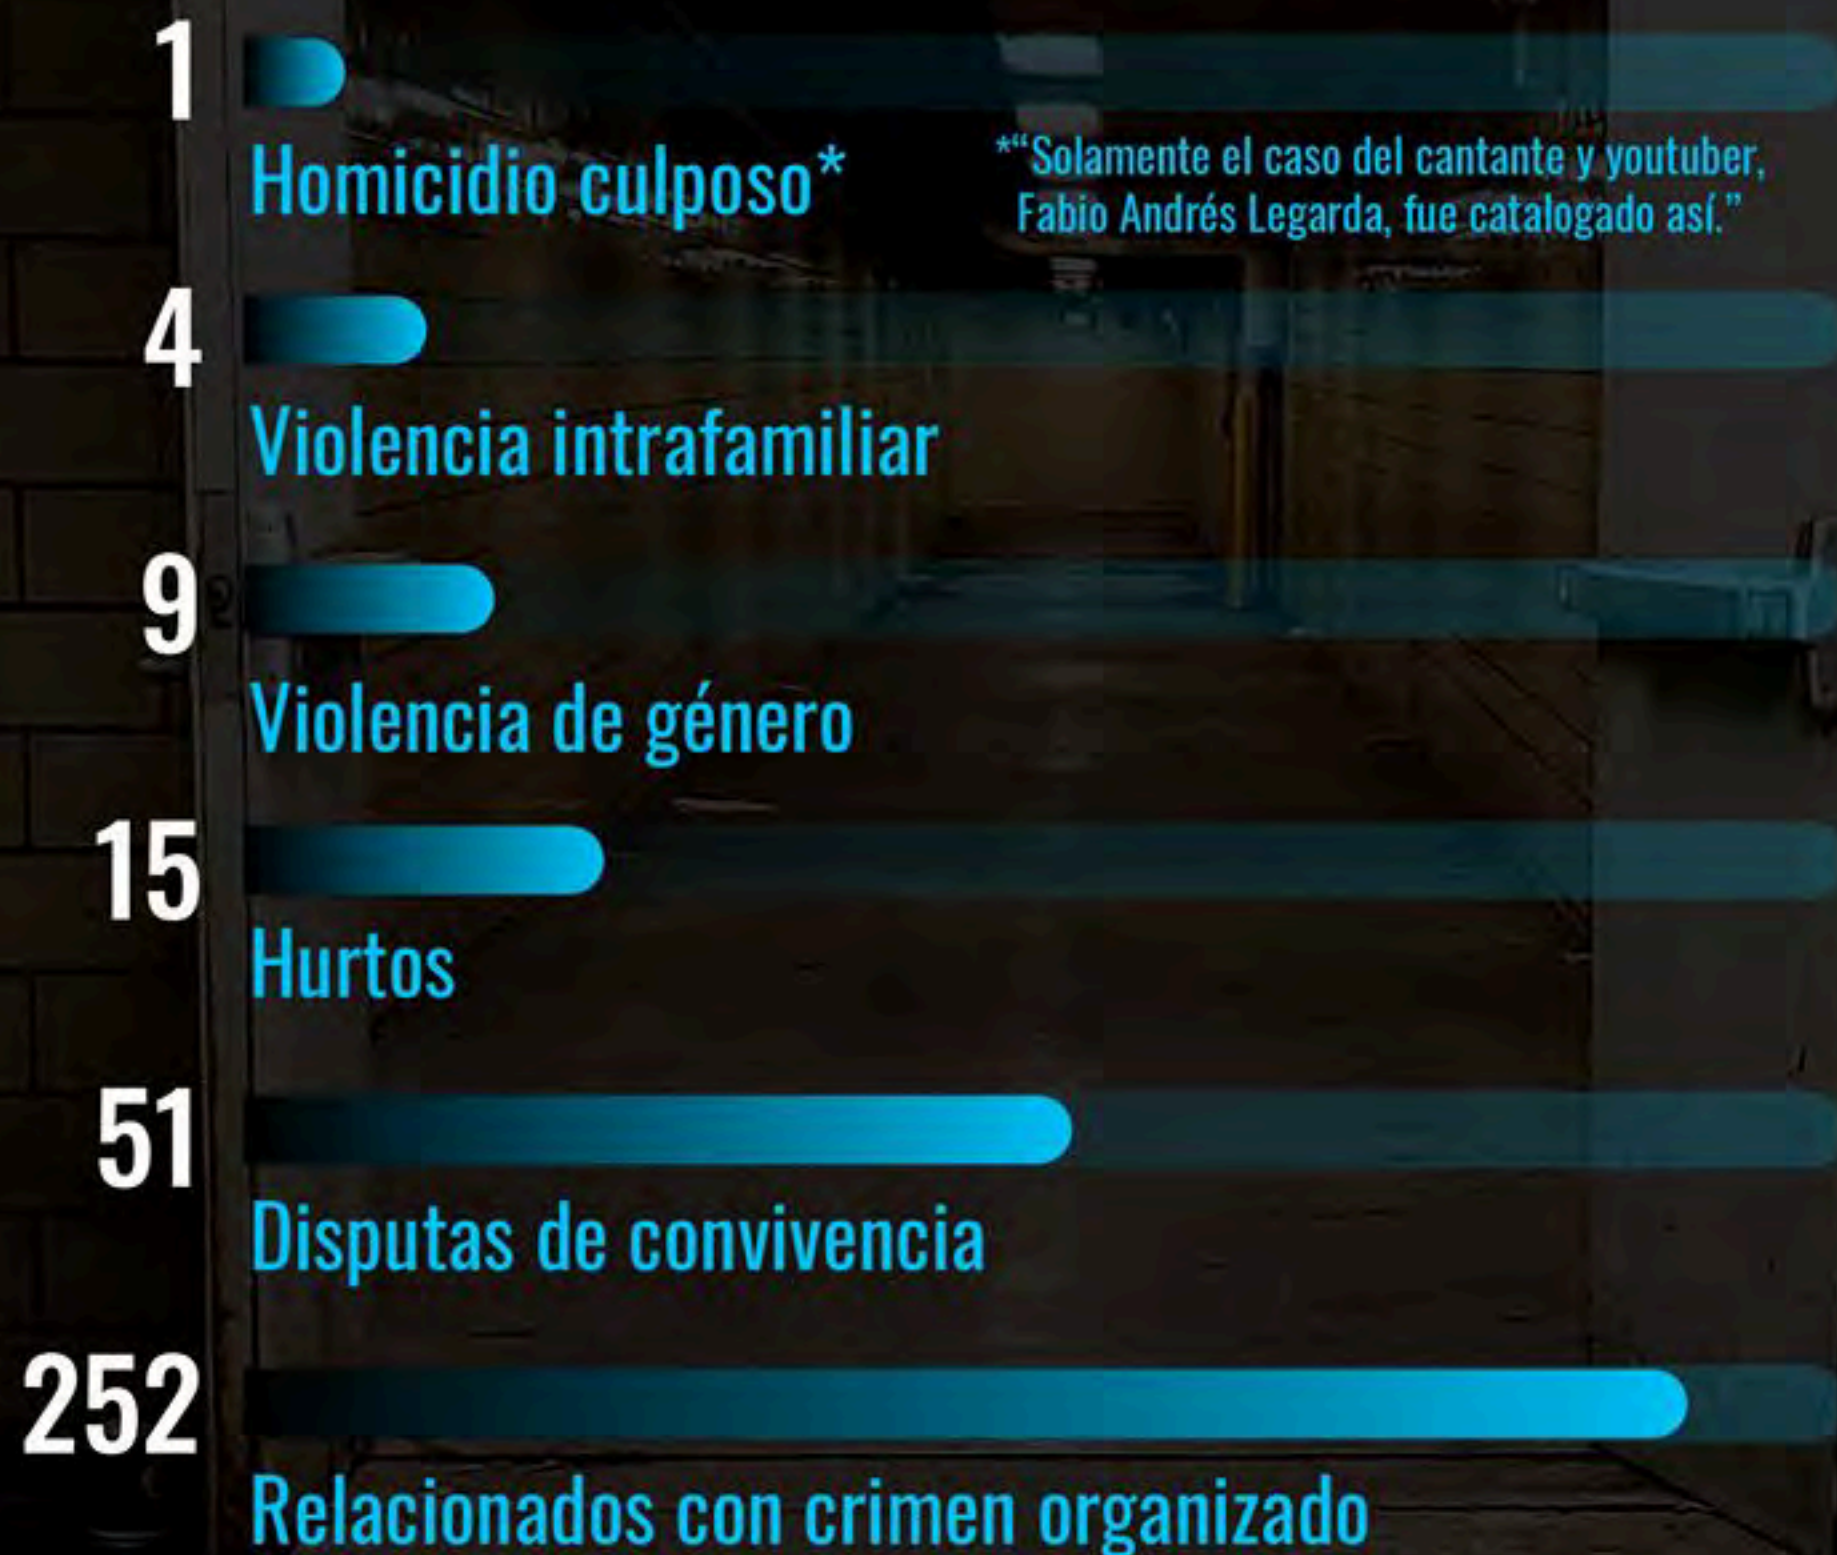 1
Homicidio culposo*
*“Solamente el caso del cantante y youtuber,
Fabio Andrés Legarda, fue catalogado así.”
4
Violencia intrafamiliar
9
Violencia de género
15
Hurtos
51
Disputas de convivencia
252
Relacionados con crimen organizado